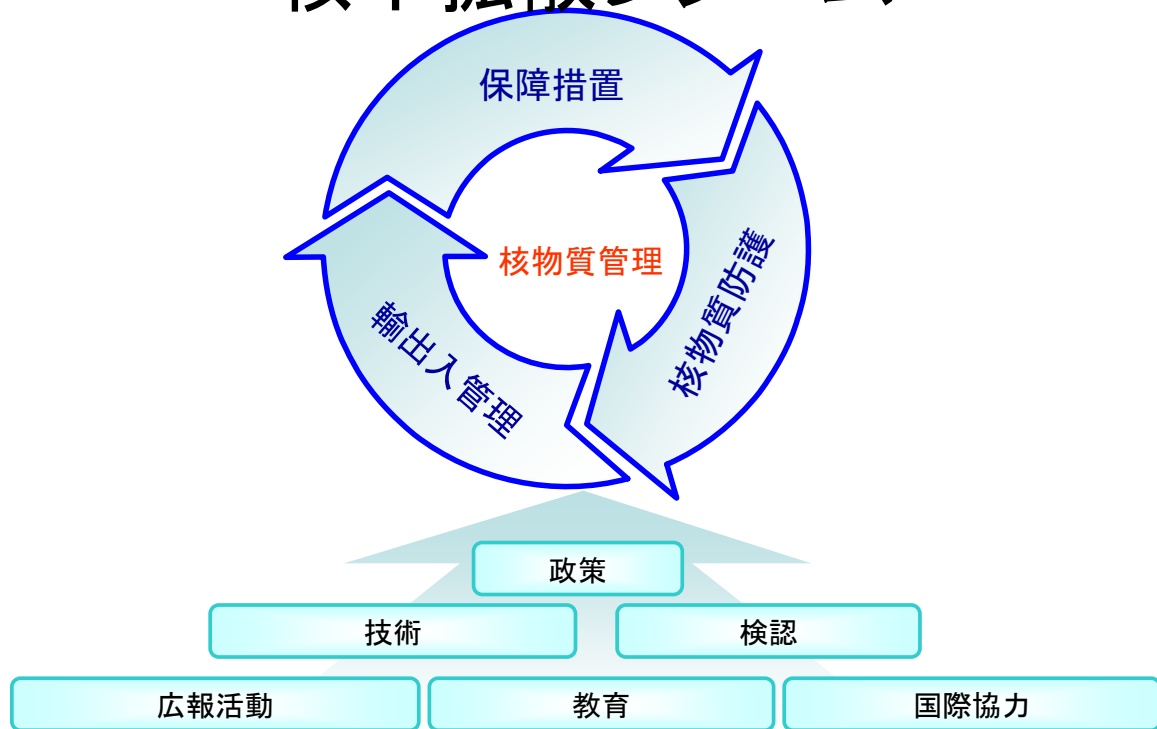 保障措置
核物質管理
核物質防護
輸出入管理
政策
技術
検認
広報活動
教育
国際協力